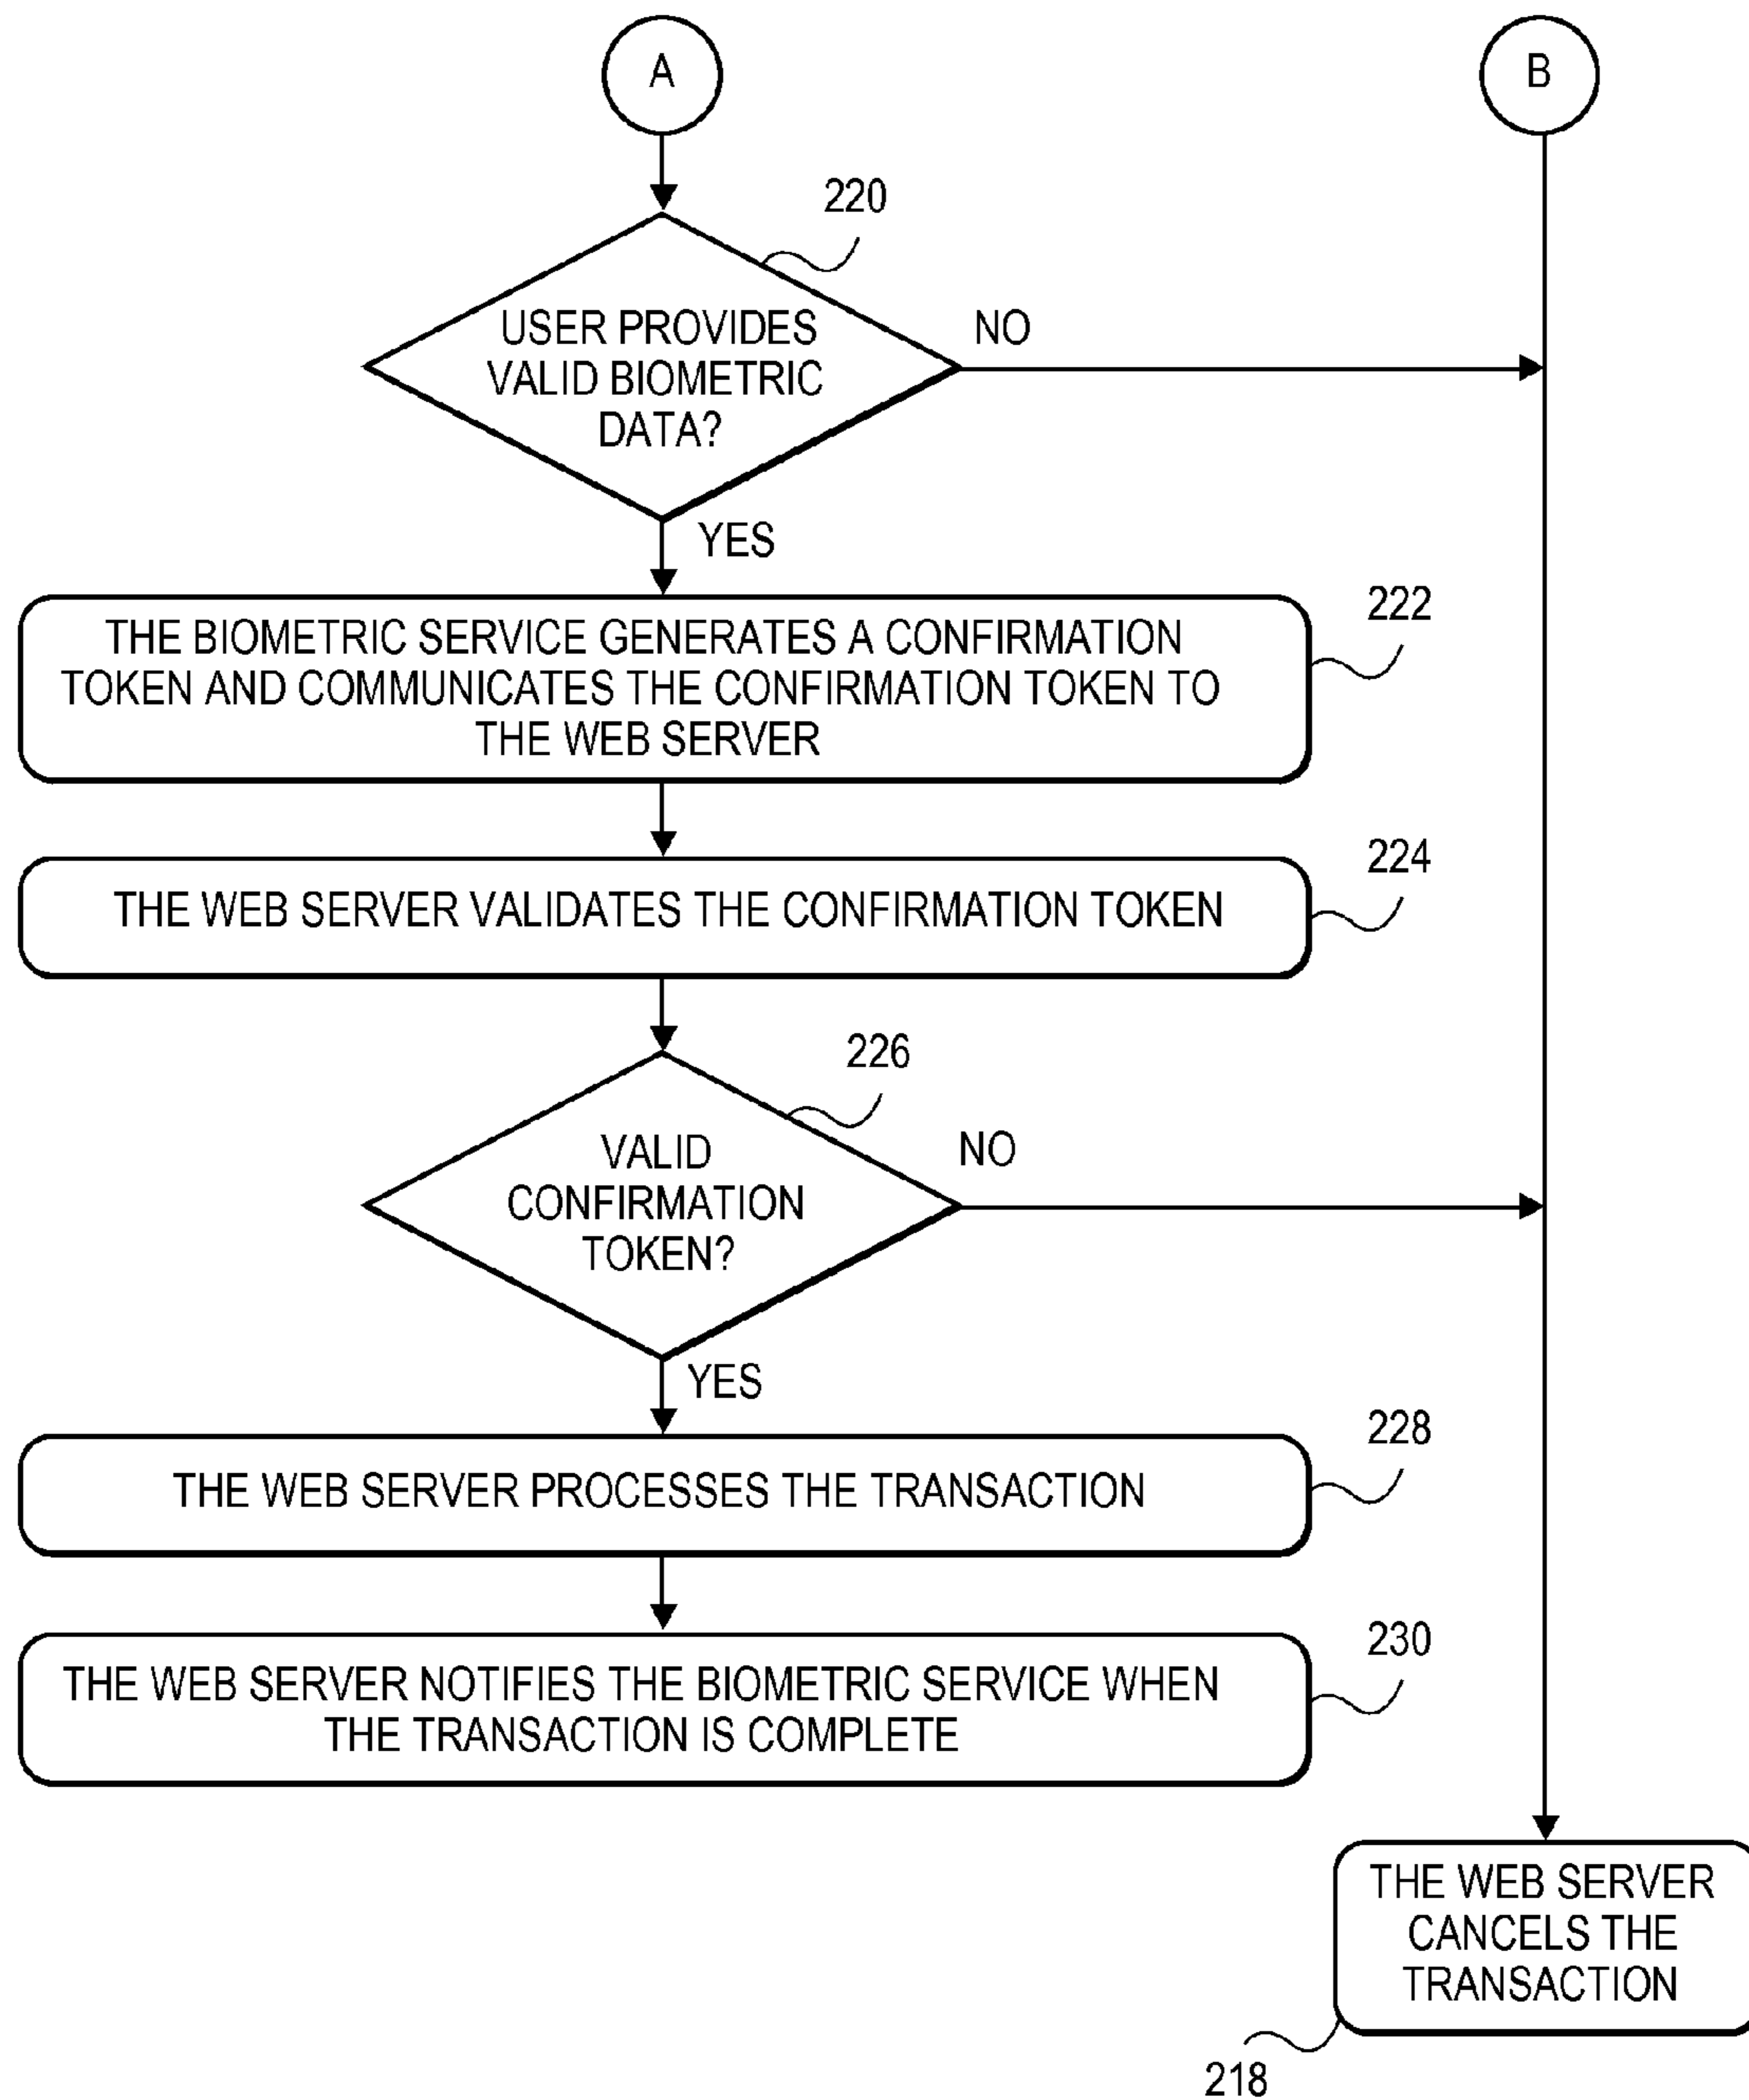 A
B
220
USER PROVIDES
VALID BIOMETRIC
DATA?
NO
YES
222
THE BIOMETRIC SERVICE GENERATES A CONFIRMATION
TOKEN AND COMMUNICATES THE CONFIRMATION TOKEN TO
THE WEB SERVER
224
THE WEB SERVER VALIDATES THE CONFIRMATION TOKEN
226
VALID
CONFIRMATION
TOKEN?
NO
YES
228
THE WEB SERVER PROCESSES THE TRANSACTION
230
THE WEB SERVER NOTIFIES THE BIOMETRIC SERVICE WHEN
THE TRANSACTION IS COMPLETE
THE WEB SERVER
CANCELS THE
TRANSACTION
218